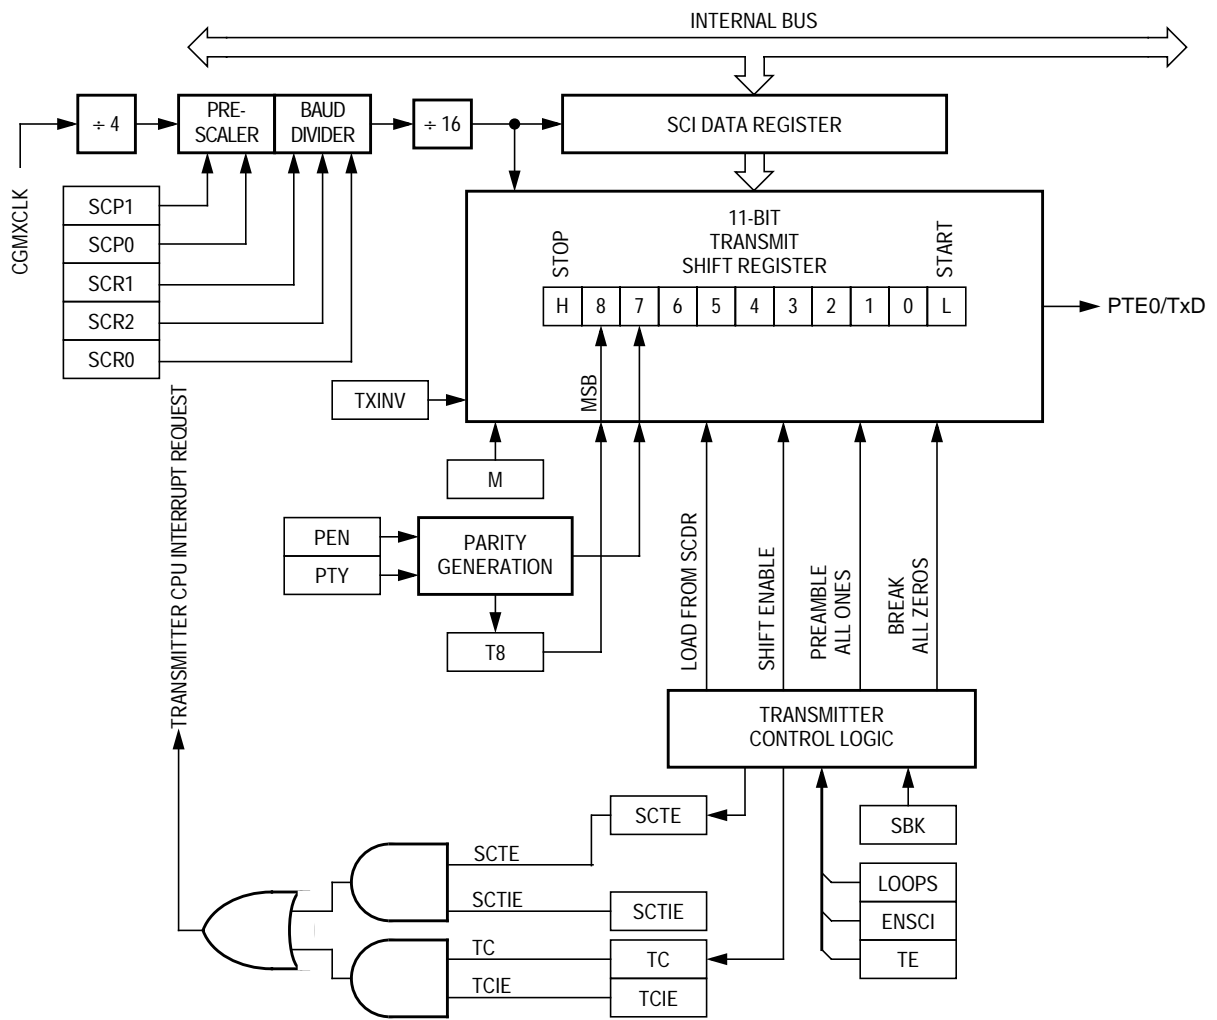 INTERNAL BUS
÷ 4
PRE-
SCALER
BAUD
DIVIDER
÷ 16
SCI DATA REGISTER
CGMXCLK
SCP1
SCP0
SCR1
SCR2
SCR0
11-BIT
TRANSMIT
SHIFT REGISTER
STOP
START
H 8 7 6 5 4 3 2 1 0 L
PTE0/TxD
MSB
TXINV
M
PEN
PTY
PARITY
GENERATION
T8
TRANSMITTER CPU INTERRUPT REQUEST
LOAD FROM SCDR
SHIFT ENABLE
PREAMBLE
ALL ONES
BREAK
ALL ZEROS
TRANSMITTER
CONTROL LOGIC
SCTE
SBK
SCTE
LOOPS
SCTIE
SCTIE
ENSCI
TC
TC
TE
TCIE
TCIE